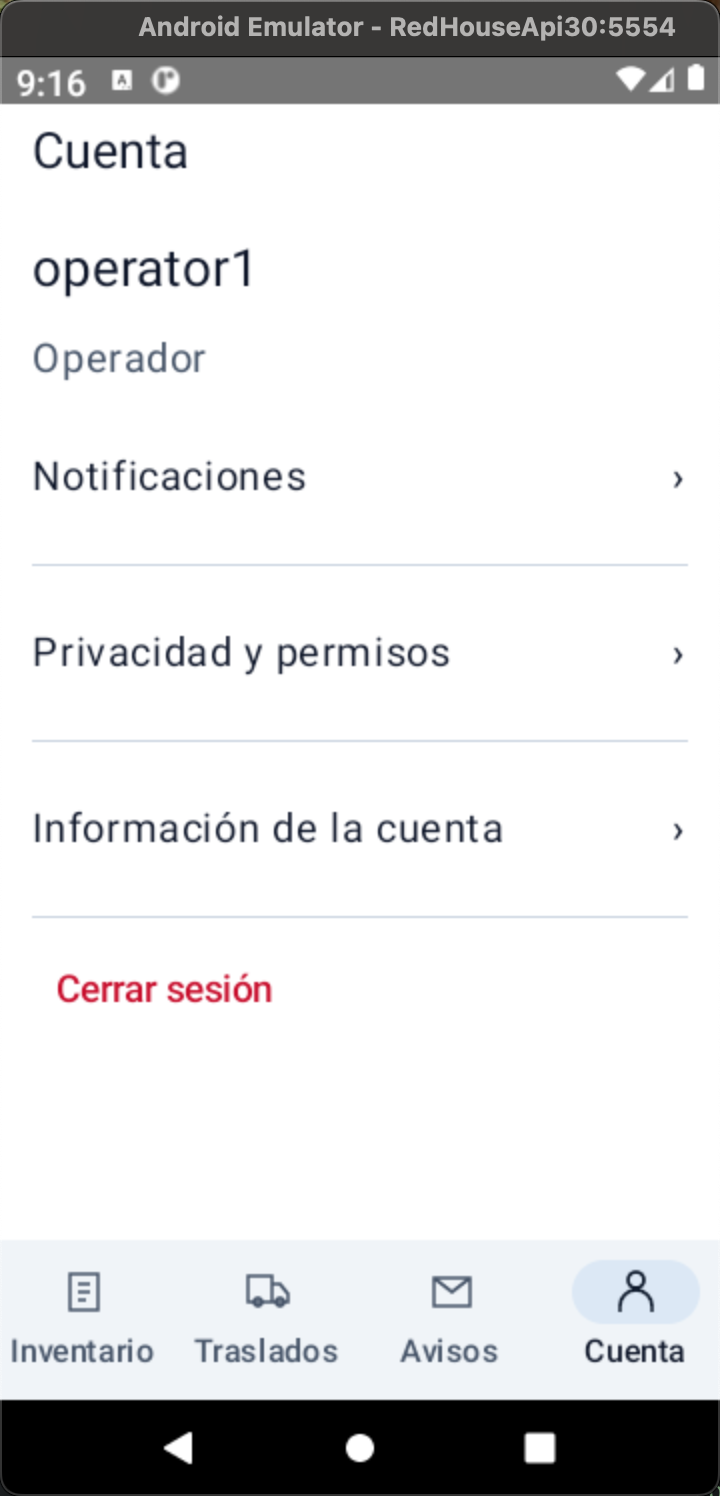 Android Emulator - RedHouseApi30:5554
9:16
Cuenta
operator1
Operador
Notificaciones
Privacidad y permisos
Información de la cuenta
Cerrar sesión
Inventario Traslados Avisos Cuenta